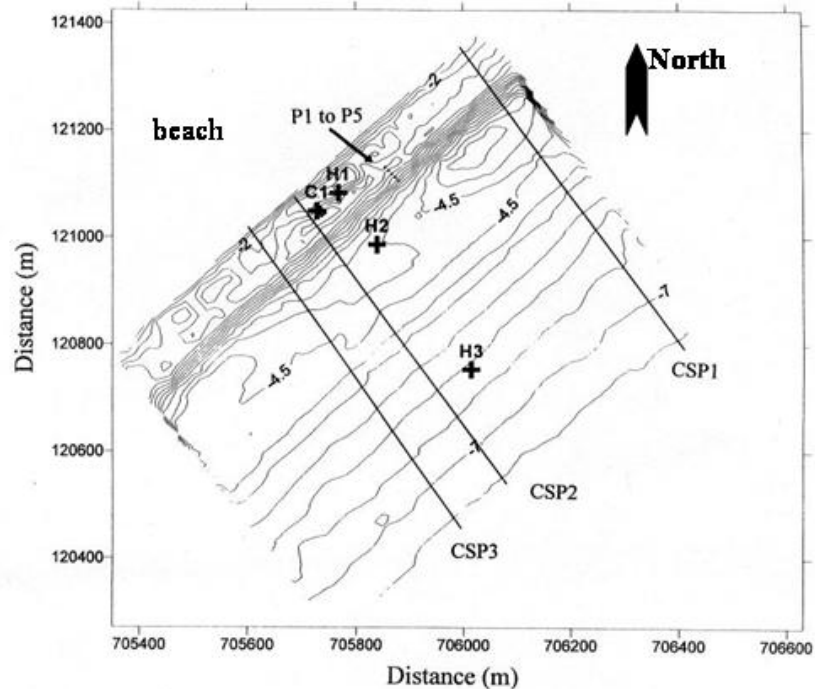 121400
121200
121000
120800
120600
120400
Distance (m)
705400
705600
705800
706000
706200
706400
706600
Distance (m)
North
beach
P1 to P5
H1
C1
H2
H3
-2
-2
-4.5
-4.5
-4.5
-7
-7
CSP1
CSP2
CSP3